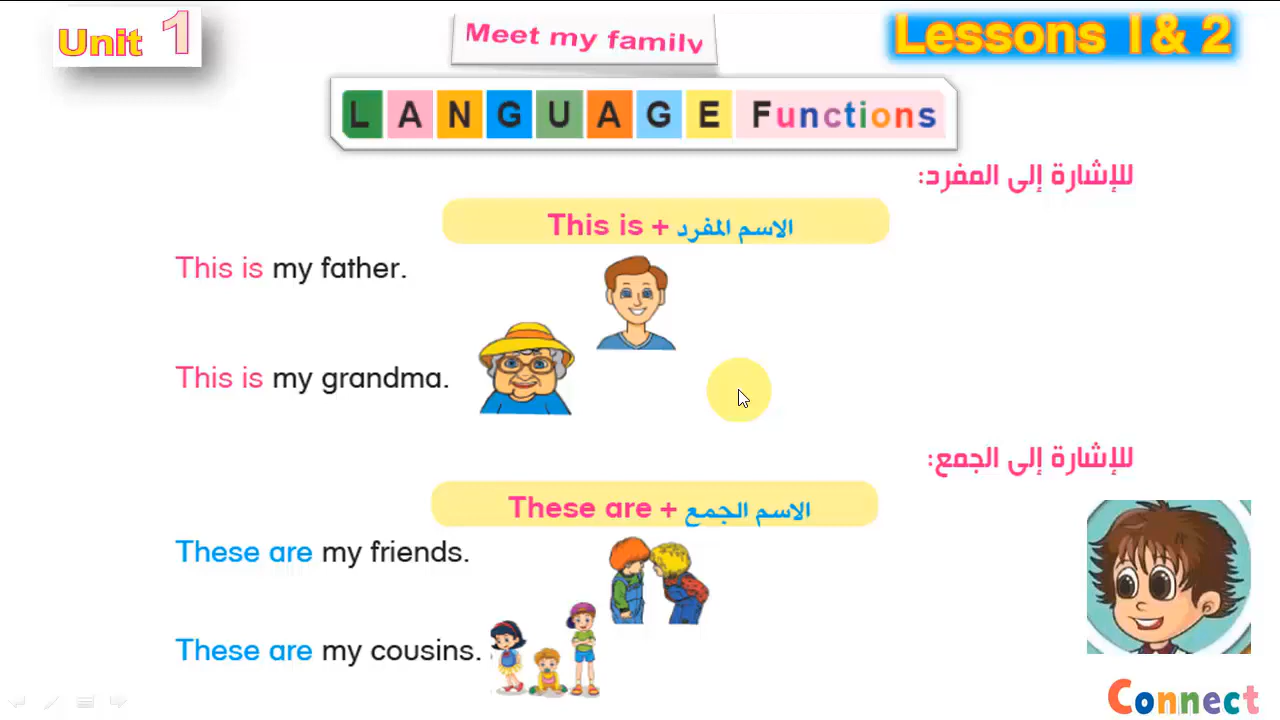 Unit 1
Meet my family
Lessons 1 & 2
LANGUAGE Functions
للإشارة إلى المفرد:
This is + الاسم المفرد
This is my father.
This is my grandma.
للإشارة إلى الجمع:
These are + الاسم الجمع
These are my friends.
These are my cousins.
Connect